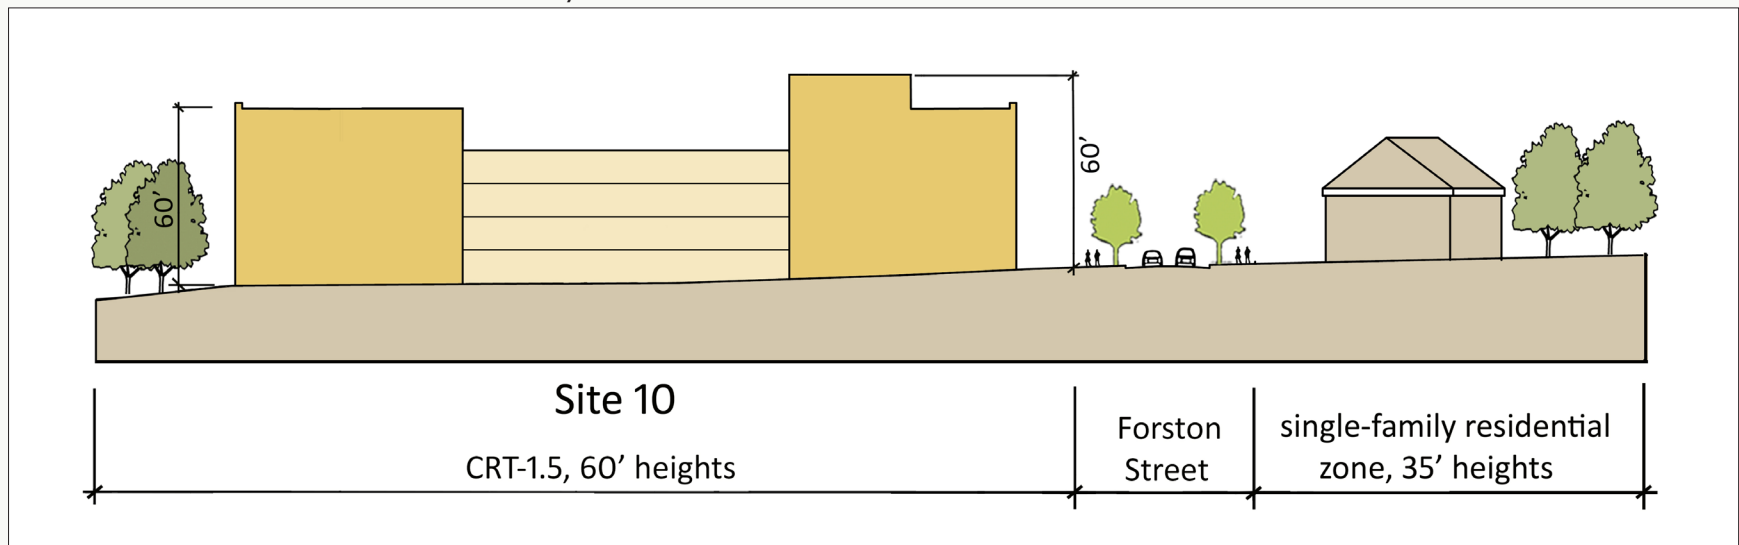 60’
60’
Site 10
CRT-1.5, 60’ heights
Forston
Street
single-family residential
zone, 35’ heights